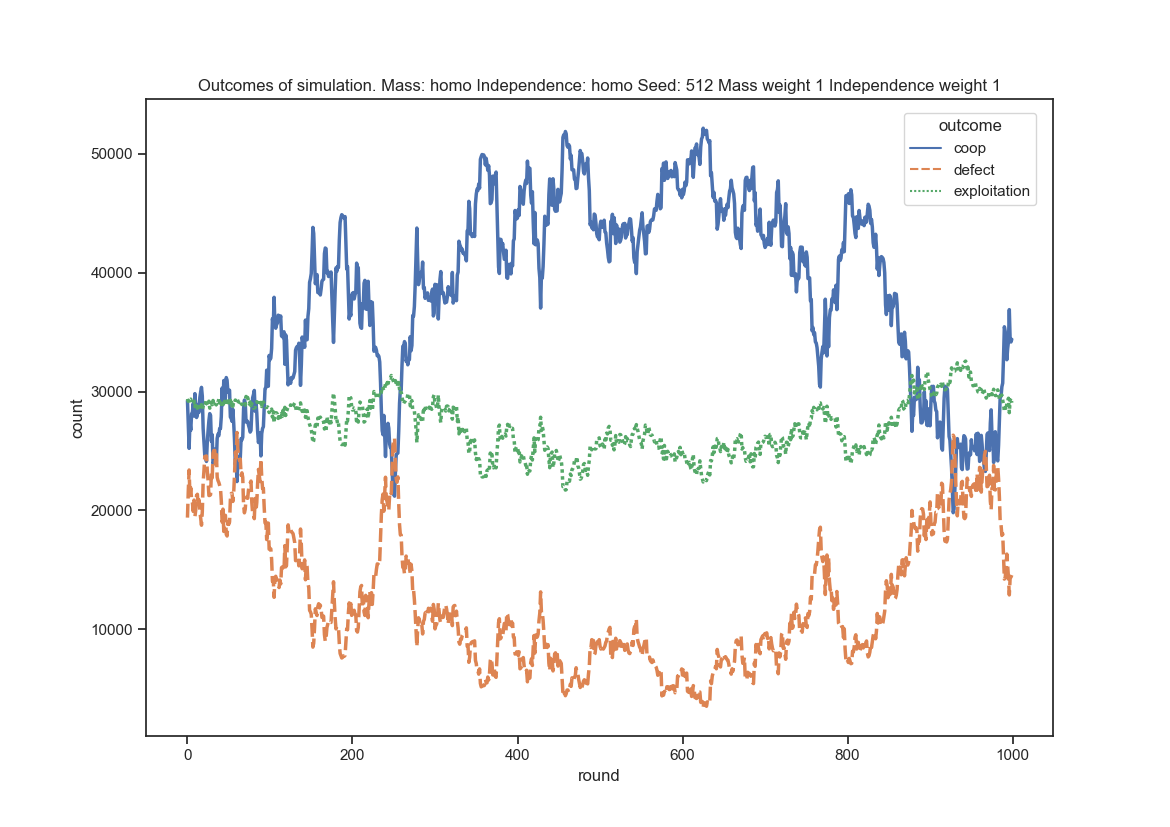 Outcomes of simulation. Mass: homo Independence: homo Seed: 512 Mass weight 1 Independence weight 1
outcome
coop
defect
exploitation
count
50000
40000
30000
20000
10000
0
200
400
600
800
1000
round